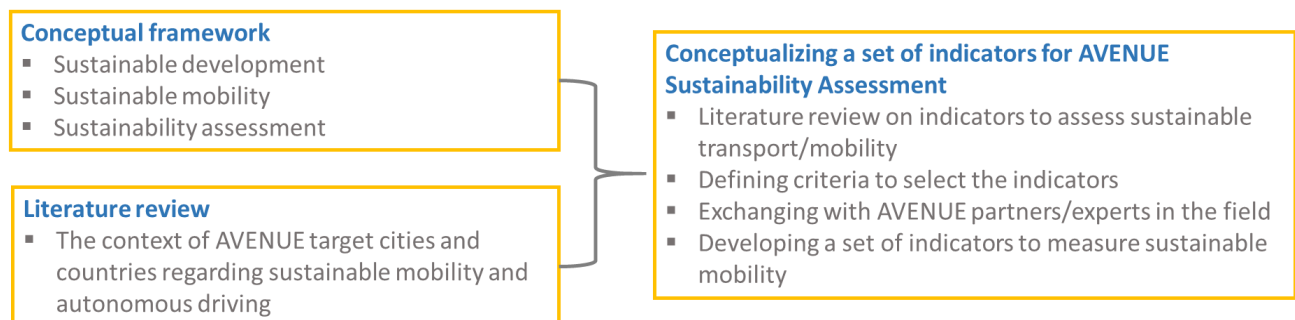 Conceptual framework
▪ Sustainable development
▪ Sustainable mobility
▪ Sustainability assessment
Literature review
▪ The context of AVENUE target cities and
countries regarding sustainable mobility and
autonomous driving
Conceptualizing a set of indicators for AVENUE
Sustainability Assessment
▪ Literature review on indicators to assess sustainable
transport/mobility
▪ Defining criteria to select the indicators
▪ Exchanging with AVENUE partners/experts in the field
▪ Developing a set of indicators to measure sustainable
mobility